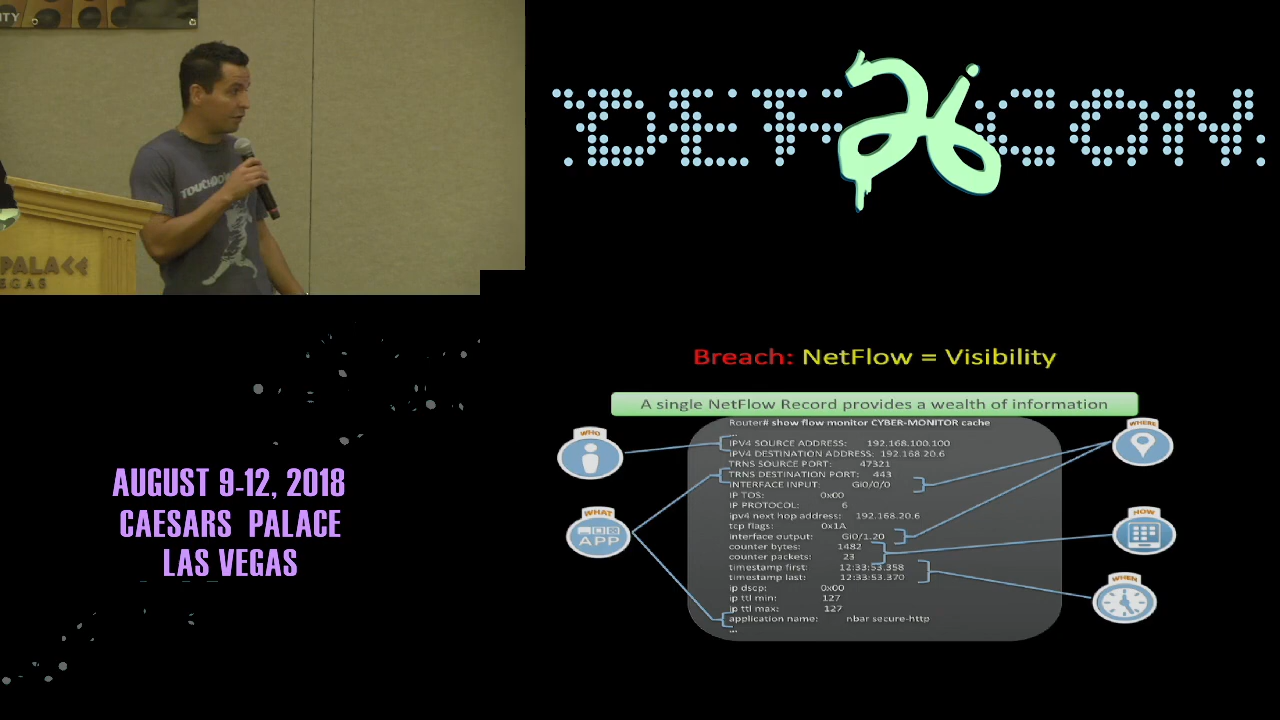 ITY
TOUCHDOW
PALACE
EGAS
DEF 26 CON
AUGUST 9-12, 2018
CAESARS PALACE
LAS VEGAS
Breach: NetFlow = Visibility
A single NetFlow Record provides a wealth of information
Router# show flow monitor CYBER-MONITOR cache
...
IPV4 SOURCE ADDRESS: 192.168.100.100
IPV4 DESTINATION ADDRESS: 192.168.20.6
TRNS SOURCE PORT: 47321
TRNS DESTINATION PORT: 443
INTERFACE INPUT: Gi0/0/0
IP TOS: 0x00
IP PROTOCOL: 6
ipv4 next hop address: 192.168.20.6
tcp flags: 0x1A
interface output: Gi0/1.20
counter bytes: 1482
counter packets: 23
timestamp first: 12:33:53.358
timestamp last: 12:33:53.370
ip dscp: 0x00
ip ttl min: 127
ip ttl max: 127
application name: nbar secure-http
...
WHO
WHAT
APP
WHERE
HOW
WHEN